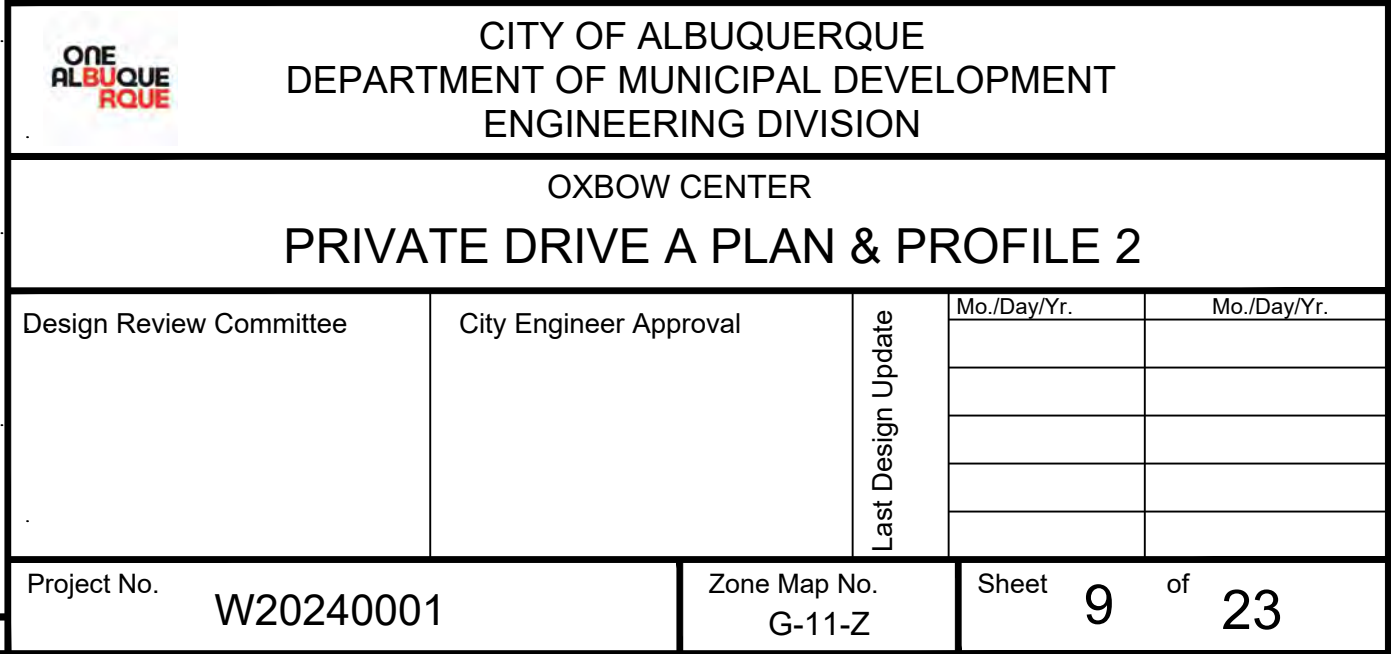 ONE
ALBUQUE
RQUE
CITY OF ALBUQUERQUE
DEPARTMENT OF MUNICIPAL DEVELOPMENT
ENGINEERING DIVISION
OXBOW CENTER
PRIVATE DRIVE A PLAN & PROFILE 2
Design Review Committee
City Engineer Approval
Last Design Update
Mo./Day/Yr.
Mo./Day/Yr.
Project No.
W20240001
Zone Map No.
G-11-Z
Sheet 9 of 23